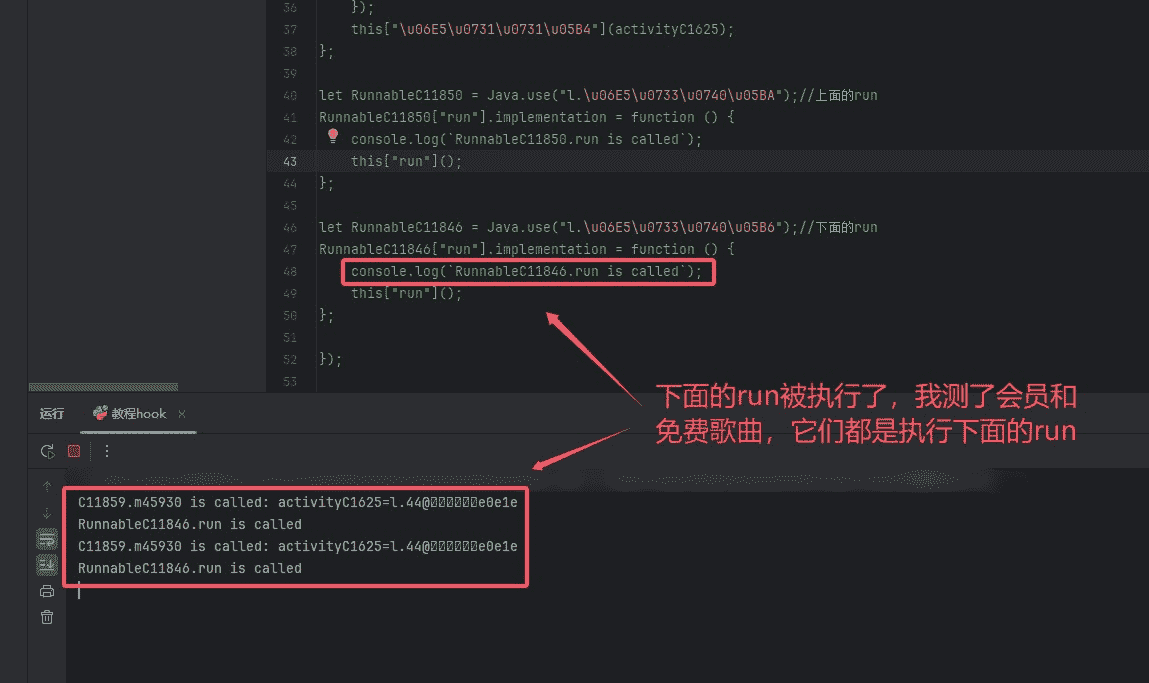 36 });
37 this["\u06E5\u0731\u0731\u05B4"](activityC1625);
38 };
39
40 let RunnableC11850 = Java.use("l.\u06E5\u0733\u0740\u05BA");//上面的run
41 RunnableC11850["run"].implementation = function () {
42 console.log(`RunnableC11850.run is called`);
43 this["run"]();
44 };
45
46 let RunnableC11846 = Java.use("l.\u06E5\u0733\u0740\u05B6");//下面的run
47 RunnableC11846["run"].implementation = function () {
48 console.log(`RunnableC11846.run is called`);
49 this["run"]();
50 };
51
52 });
53
下面的run被执行了，我测了会员和
免费歌曲，它们都是执行下面的run
运行 教程hook ×
C11859.m45930 is called: activityC1625=l.44@e0e1e
RunnableC11846.run is called
C11859.m45930 is called: activityC1625=l.44@e0e1e
RunnableC11846.run is called